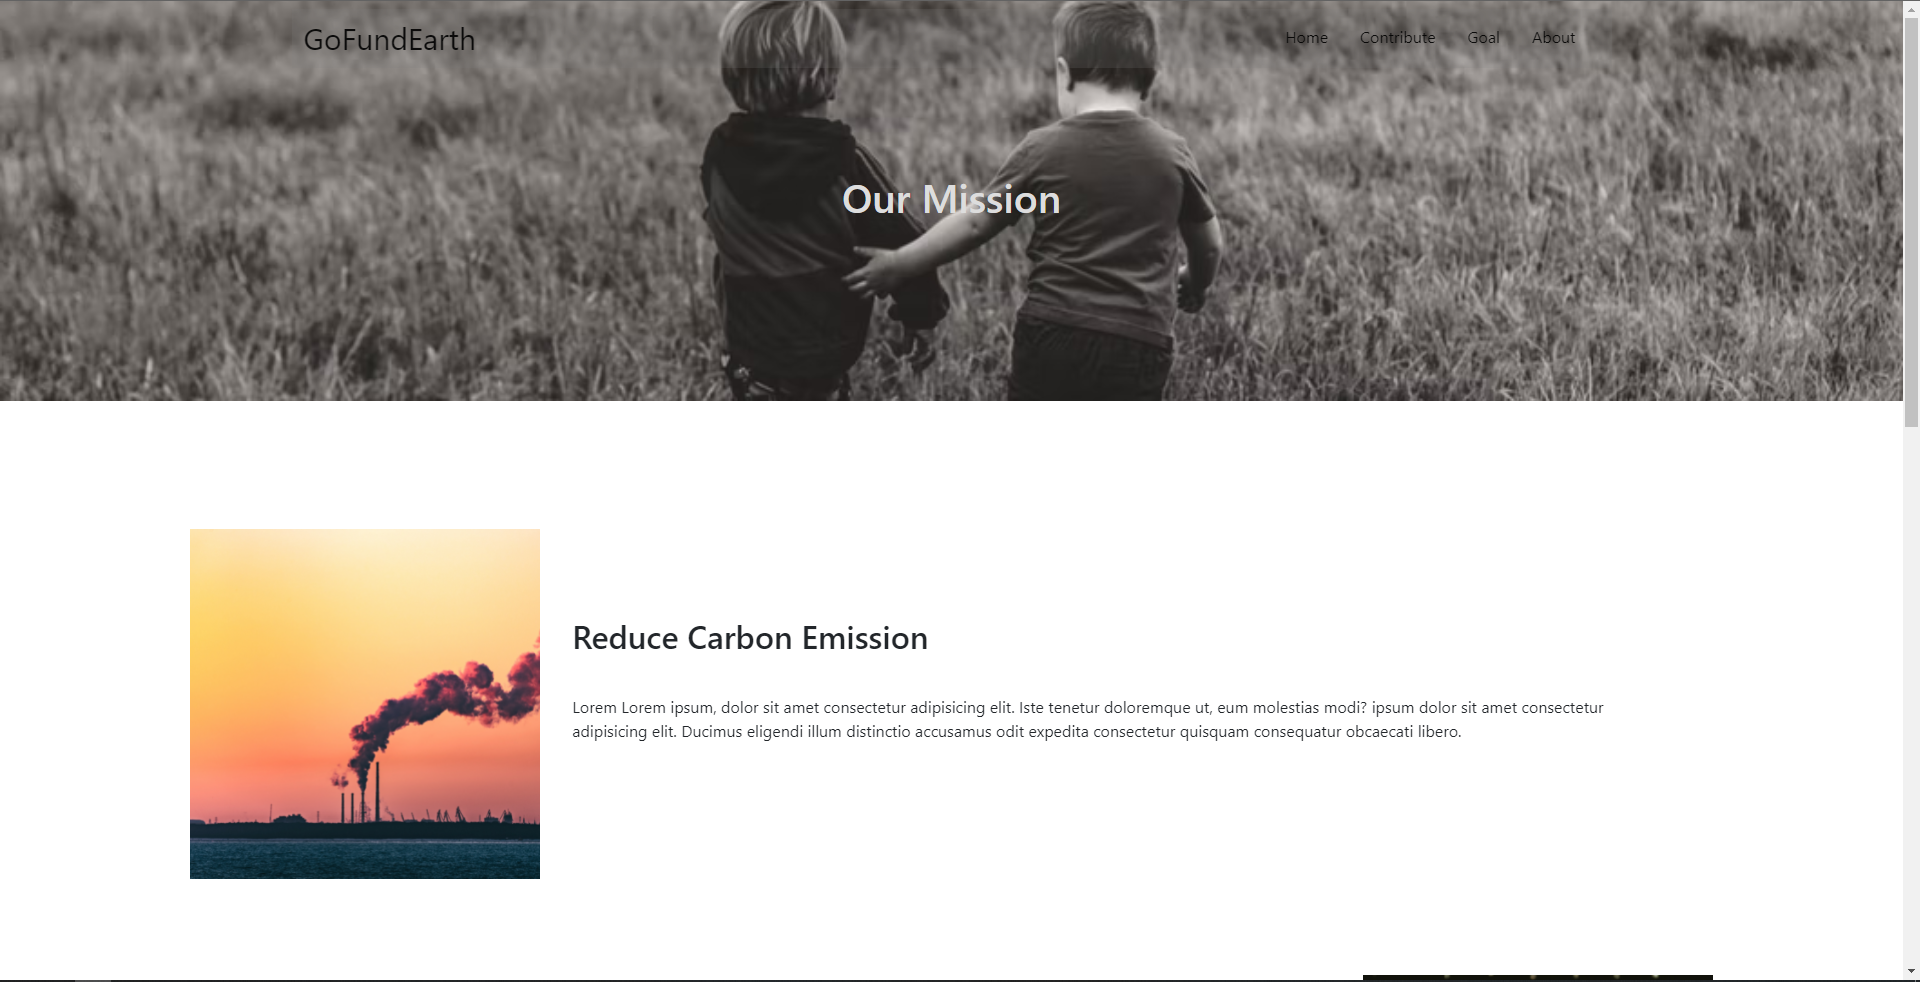 GoFundEarth
Home Contribute Goal About
Our Mission
Reduce Carbon Emission
Lorem Lorem ipsum, dolor sit amet consectetur adipisicing elit. Iste tenetur doloremque ut, eum molestias modi? ipsum dolor sit amet consectetur
adipisicing elit. Ducimus eligendi illum distinctio accusamus odit expedita consectetur quisquam consequatur obcaecati libero.